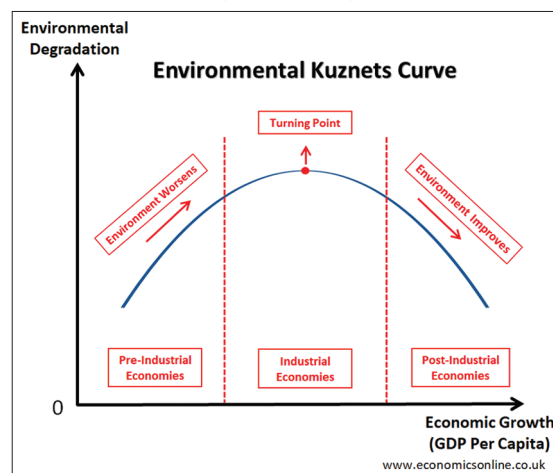 Environmental
Degradation
Environmental Kuznets Curve
Turning Point
Environment Worsens
Environment Improves
Pre-Industrial
Economies
Industrial
Economies
Post-Industrial
Economies
0
Economic Growth
(GDP Per Capita)
www.economicsonline.co.uk